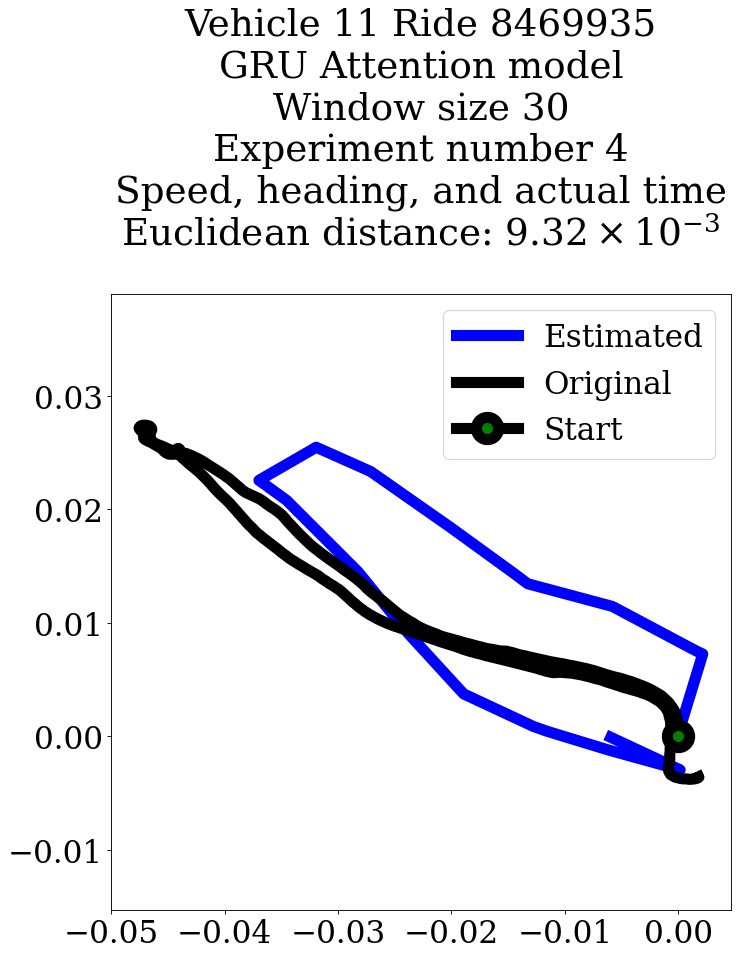 Vehicle 11 Ride 8469935
GRU Attention model
Window size 30
Experiment number 4
Speed, heading, and actual time
Euclidean distance: 9.32 × 10⁻³
Estimated
Original
Start
0.03
0.02
0.01
0.00
−0.01
−0.05 −0.04 −0.03 −0.02 −0.01 0.00